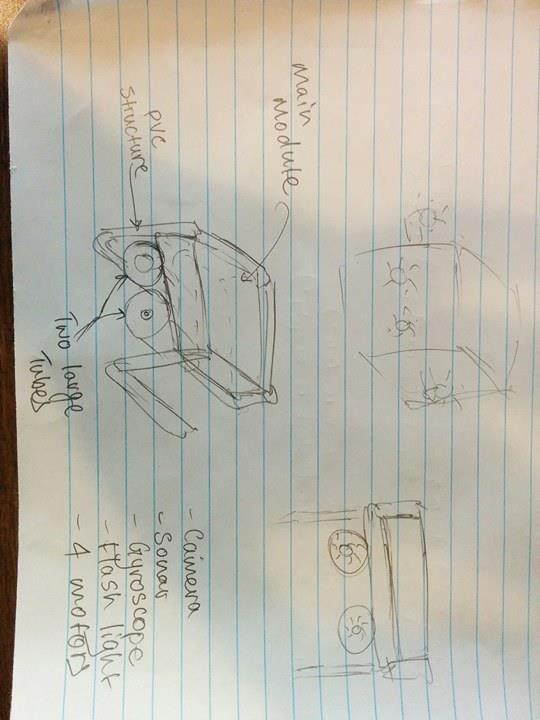 main
module
PVC
structure
Two large
Tubes
- Camera
- Sonar
- Gyroscope
- Flash light
- 4 motors